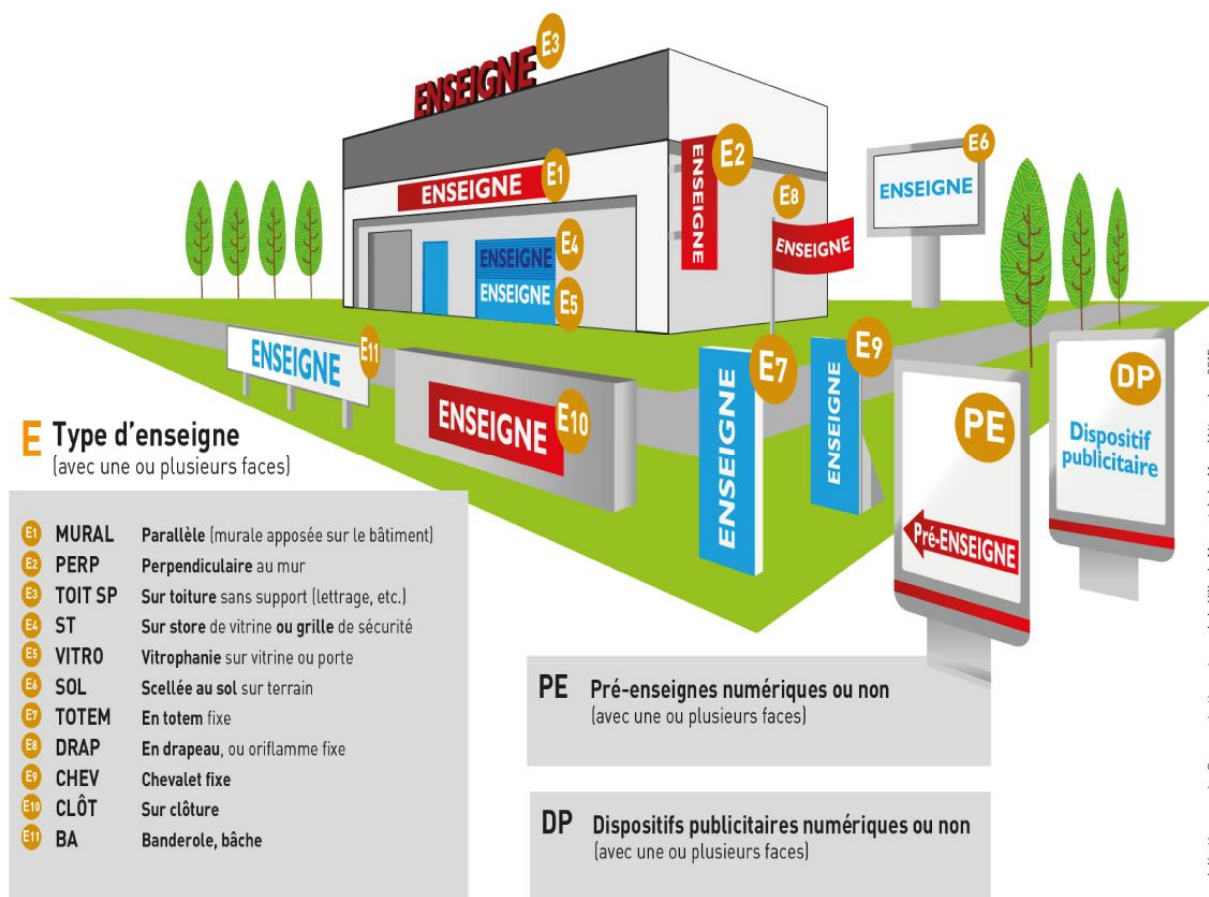 ENSEIGNE E3
ENSEIGNE E1
ENSEIGNE E2
E8
ENSEIGNE
E6
ENSEIGNE
ENSEIGNE E4
ENSEIGNE E5
ENSEIGNE E11
ENSEIGNE E10
ENSEIGNE E7
ENSEIGNE E9
PE
Pré-ENSEIGNE
DP
Dispositif
publicitaire
E Type d'enseigne
(avec une ou plusieurs faces)
E1 MURAL Parallèle (murale apposée sur le bâtiment)
E2 PERP Perpendiculaire au mur
E3 TOIT SP Sur toiture sans support (lettrage, etc.)
E4 ST Sur store de vitrine ou grille de sécurité
E5 VITRO Vitrophanie sur vitrine ou porte
E6 SOL Scellée au sol sur terrain
E7 TOTEM En totem fixe
E8 DRAP En drapeau, ou oriflamme fixe
E9 CHEV Chevalet fixe
E10 CLÔT Sur clôture
E11 BA Banderole, bâche
PE Pré-enseignes numériques ou non
(avec une ou plusieurs faces)
DP Dispositifs publicitaires numériques ou non
(avec une ou plusieurs faces)